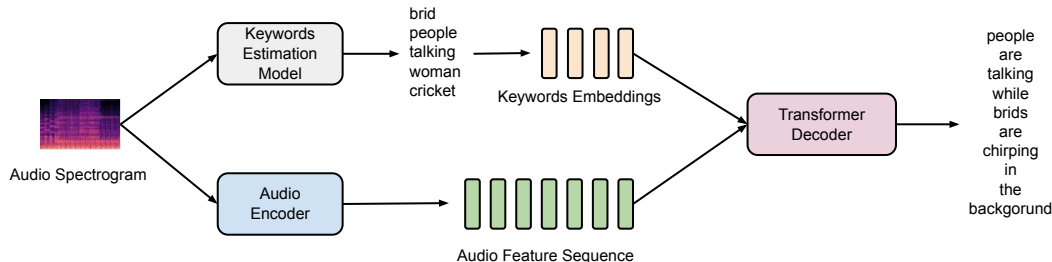 Keywords
Estimation
Model
brid
people
talking
woman
cricket
Keywords Embeddings
Audio Spectrogram
Audio
Encoder
Audio Feature Sequence
Transformer
Decoder
people
are
talking
while
brids
are
chirping
in
the
backgorund